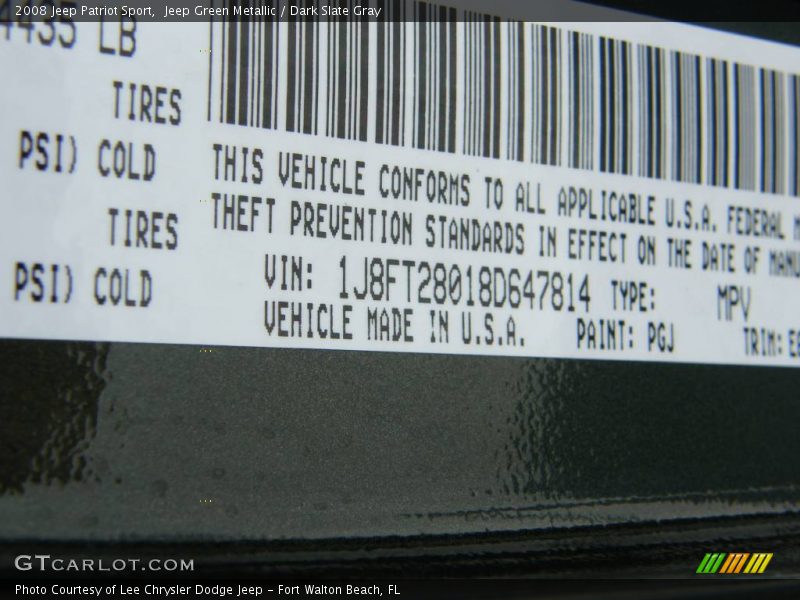 2008 Jeep Patriot Sport,  Jeep Green Metallic / Dark Slate Gray
4435 LB
TIRES
PSI) COLD
THIS VEHICLE CONFORMS TO ALL APPLICABLE U.S.A. FEDERAL
THEFT PREVENTION STANDARDS IN EFFECT ON THE DATE OF
TIRES
PSI) COLD
VIN: 1J8FT28018D647814 TYPE: MPV
VEHICLE MADE IN U.S.A. PAINT: PGJ TRIM:
GTCARLOT.COM
Photo Courtesy of Lee Chrysler Dodge Jeep - Fort Walton Beach, FL